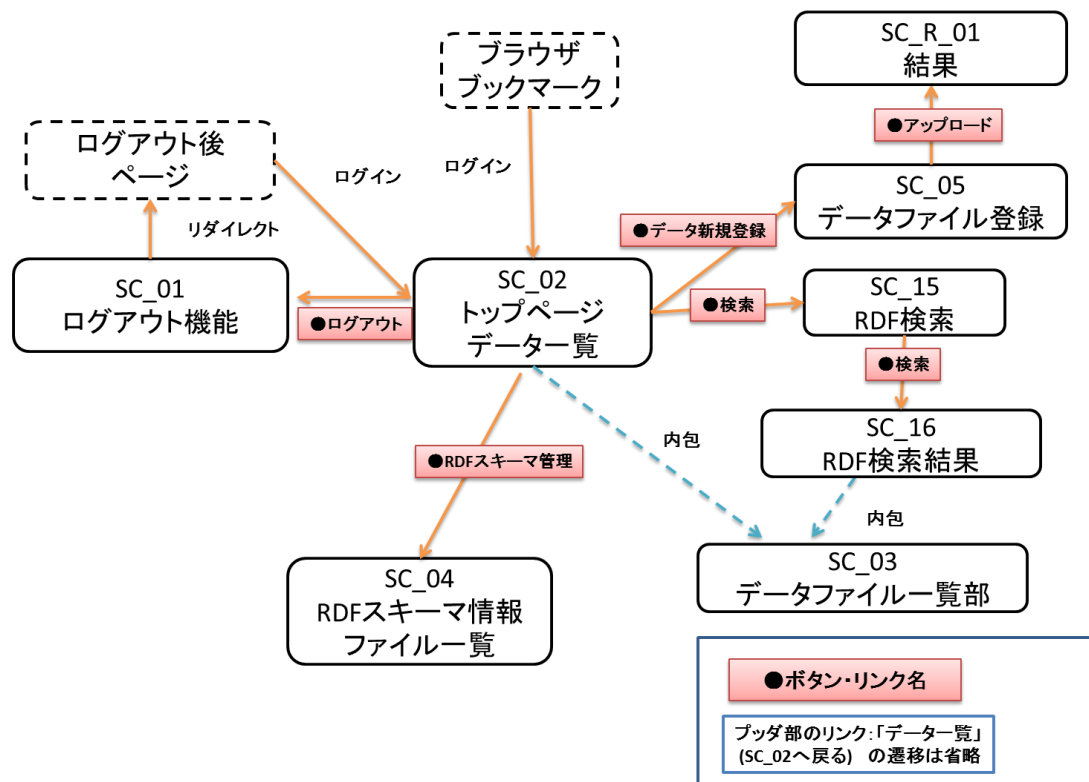 SC_R_01
結果
ブラウザ
ブックマーク
●アップロード
ログアウト後
ページ
ログイン
ログイン
SC_05
データファイル登録
リダイレクト
●データ新規登録
SC_01
ログアウト機能
●ログアウト
SC_02
トップページ
データ一覧
●検索
SC_15
RDF検索
●検索
内包
SC_16
RDF検索結果
●RDFスキーマ管理
内包
SC_04
RDFスキーマ情報
ファイル一覧
SC_03
データファイル一覧部
●ボタン・リンク名
プッダ部のリンク:「データ一覧」
(SC_02へ戻る) の遷移は省略